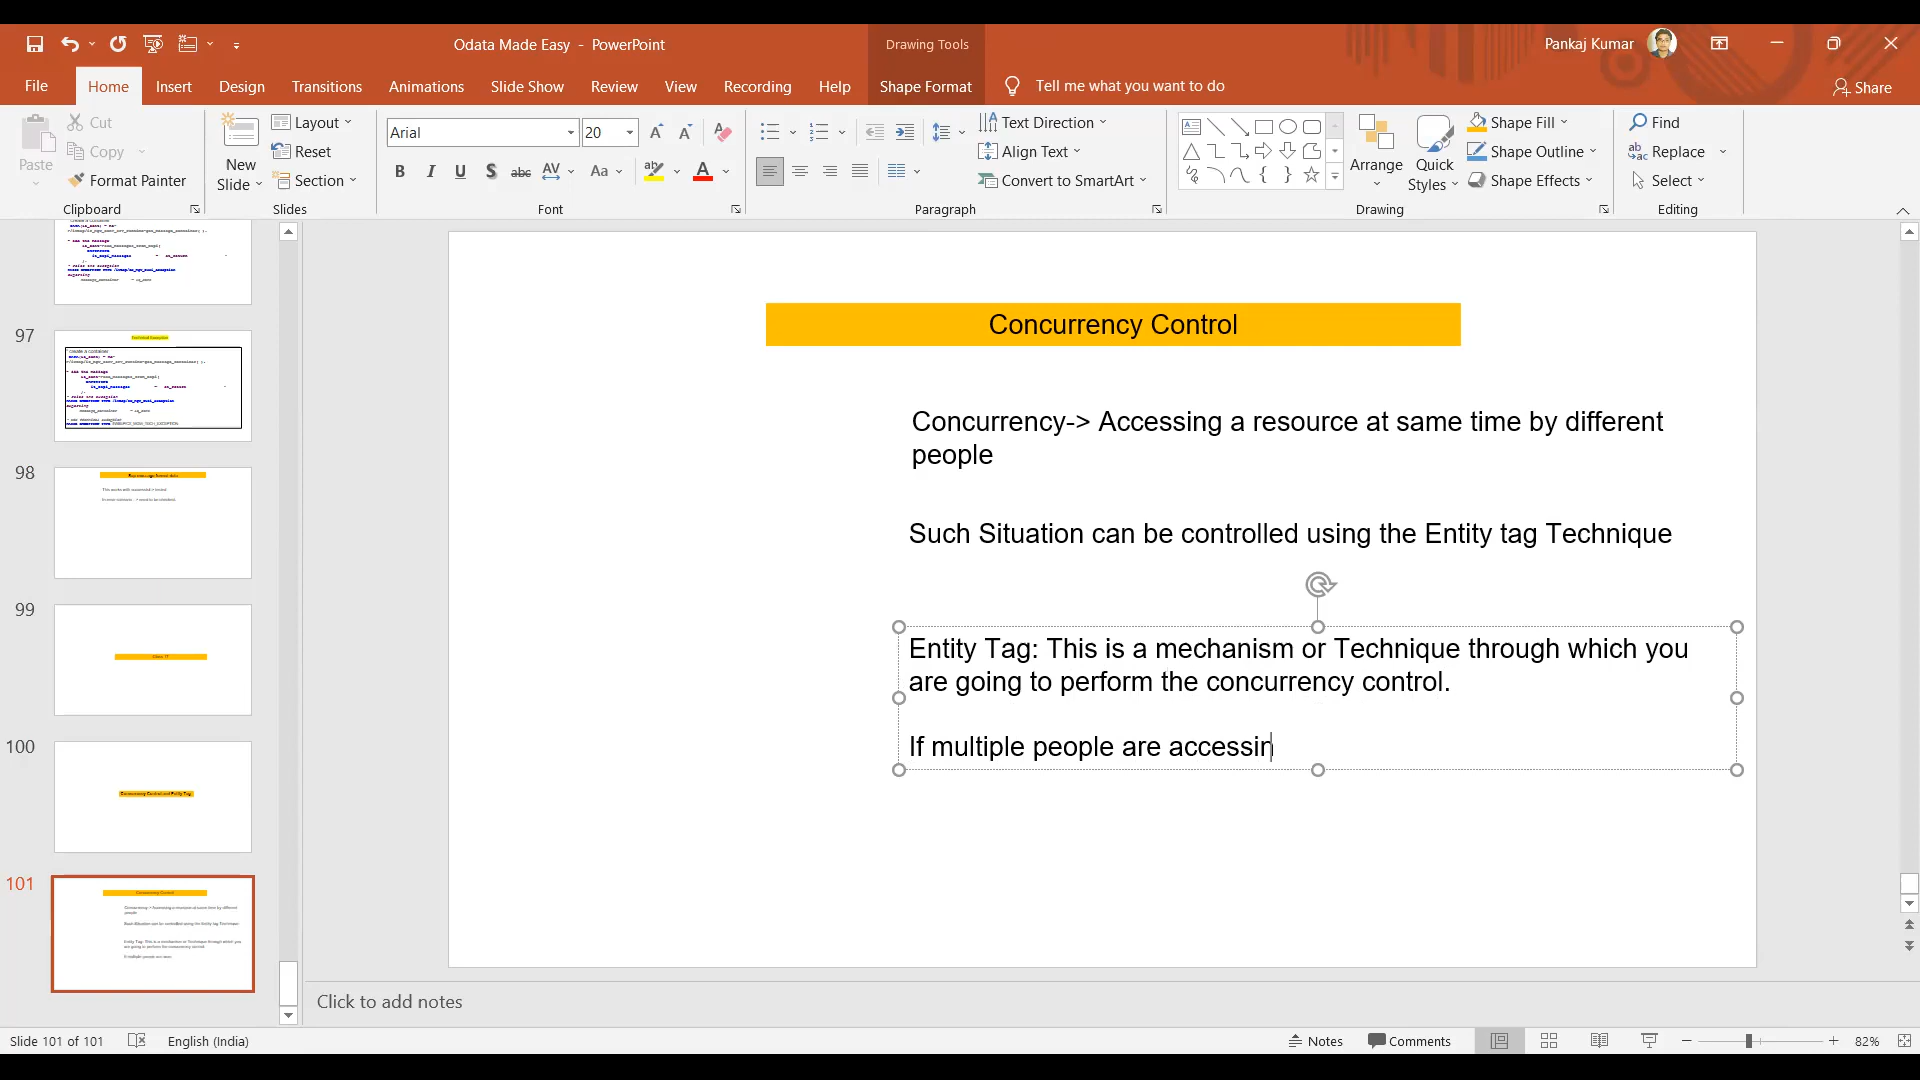 Odata Made Easy - PowerPoint
Drawing Tools
Pankaj Kumar
File
Home
Insert
Design
Transitions
Animations
Slide Show
Review
View
Recording
Help
Shape Format
Tell me what you want to do
Share
Paste
Cut
Copy
Format Painter
Clipboard
New Slide
Layout
Reset
Section
Slides
Arial
20
Font
Text Direction
Align Text
Convert to SmartArt
Paragraph
Arrange
Quick Styles
Shape Fill
Shape Outline
Shape Effects
Drawing
Find
Replace
Select
Editing
97
98
99
100
Concurrency Control and Entity Tag
101
Concurrency Control
Concurrency-> Accessing a resource at same time by different
people
Such Situation can be controlled using the Entity tag Technique
Entity Tag: This is a mechanism or Technique through which you
are going to perform the concurrency control.
If multiple people are accessin
Click to add notes
Slide 101 of 101
English (India)
Notes
Comments
82%